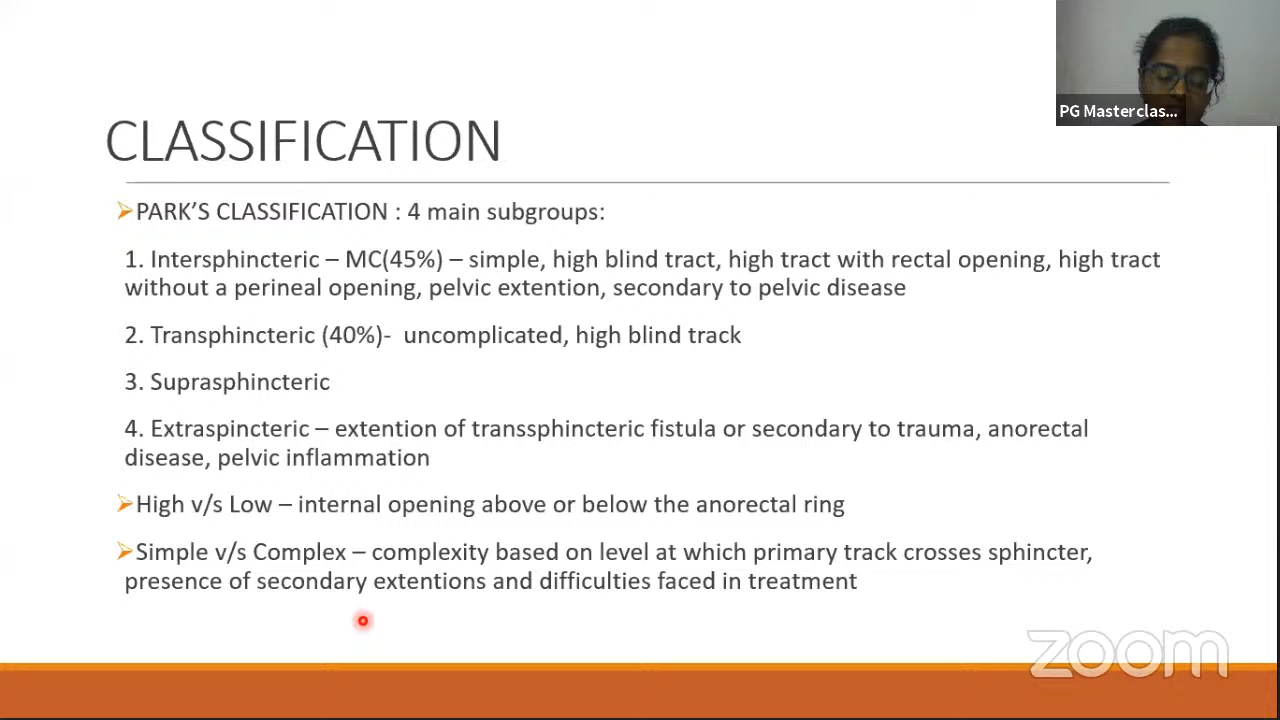 PG Masterclas...
CLASSIFICATION
PARK'S CLASSIFICATION : 4 main subgroups:
1. Intersphincteric – MC(45%) – simple, high blind tract, high tract with rectal opening, high tract
without a perineal opening, pelvic extention, secondary to pelvic disease
2. Transphincteric (40%)- uncomplicated, high blind track
3. Suprasphincteric
4. Extraspincteric – extention of transsphincteric fistula or secondary to trauma, anorectal
disease, pelvic inflammation
High v/s Low – internal opening above or below the anorectal ring
Simple v/s Complex – complexity based on level at which primary track crosses sphincter,
presence of secondary extentions and difficulties faced in treatment
zoom